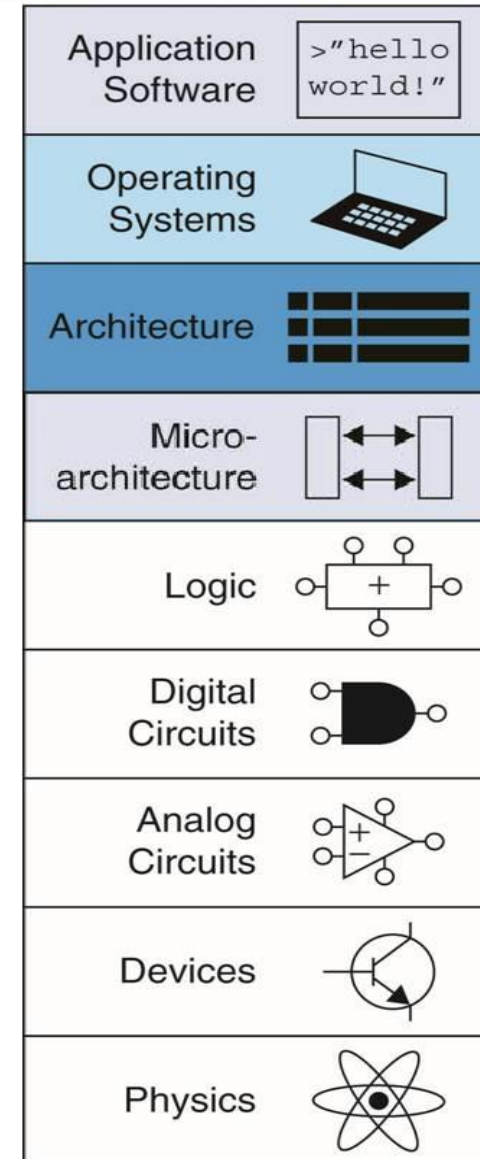 Application
Software
>"hello
world!"
Operating
Systems
Architecture
Micro-
architecture
Logic
+
Digital
Circuits
Analog
Circuits
+
−
Devices
Physics